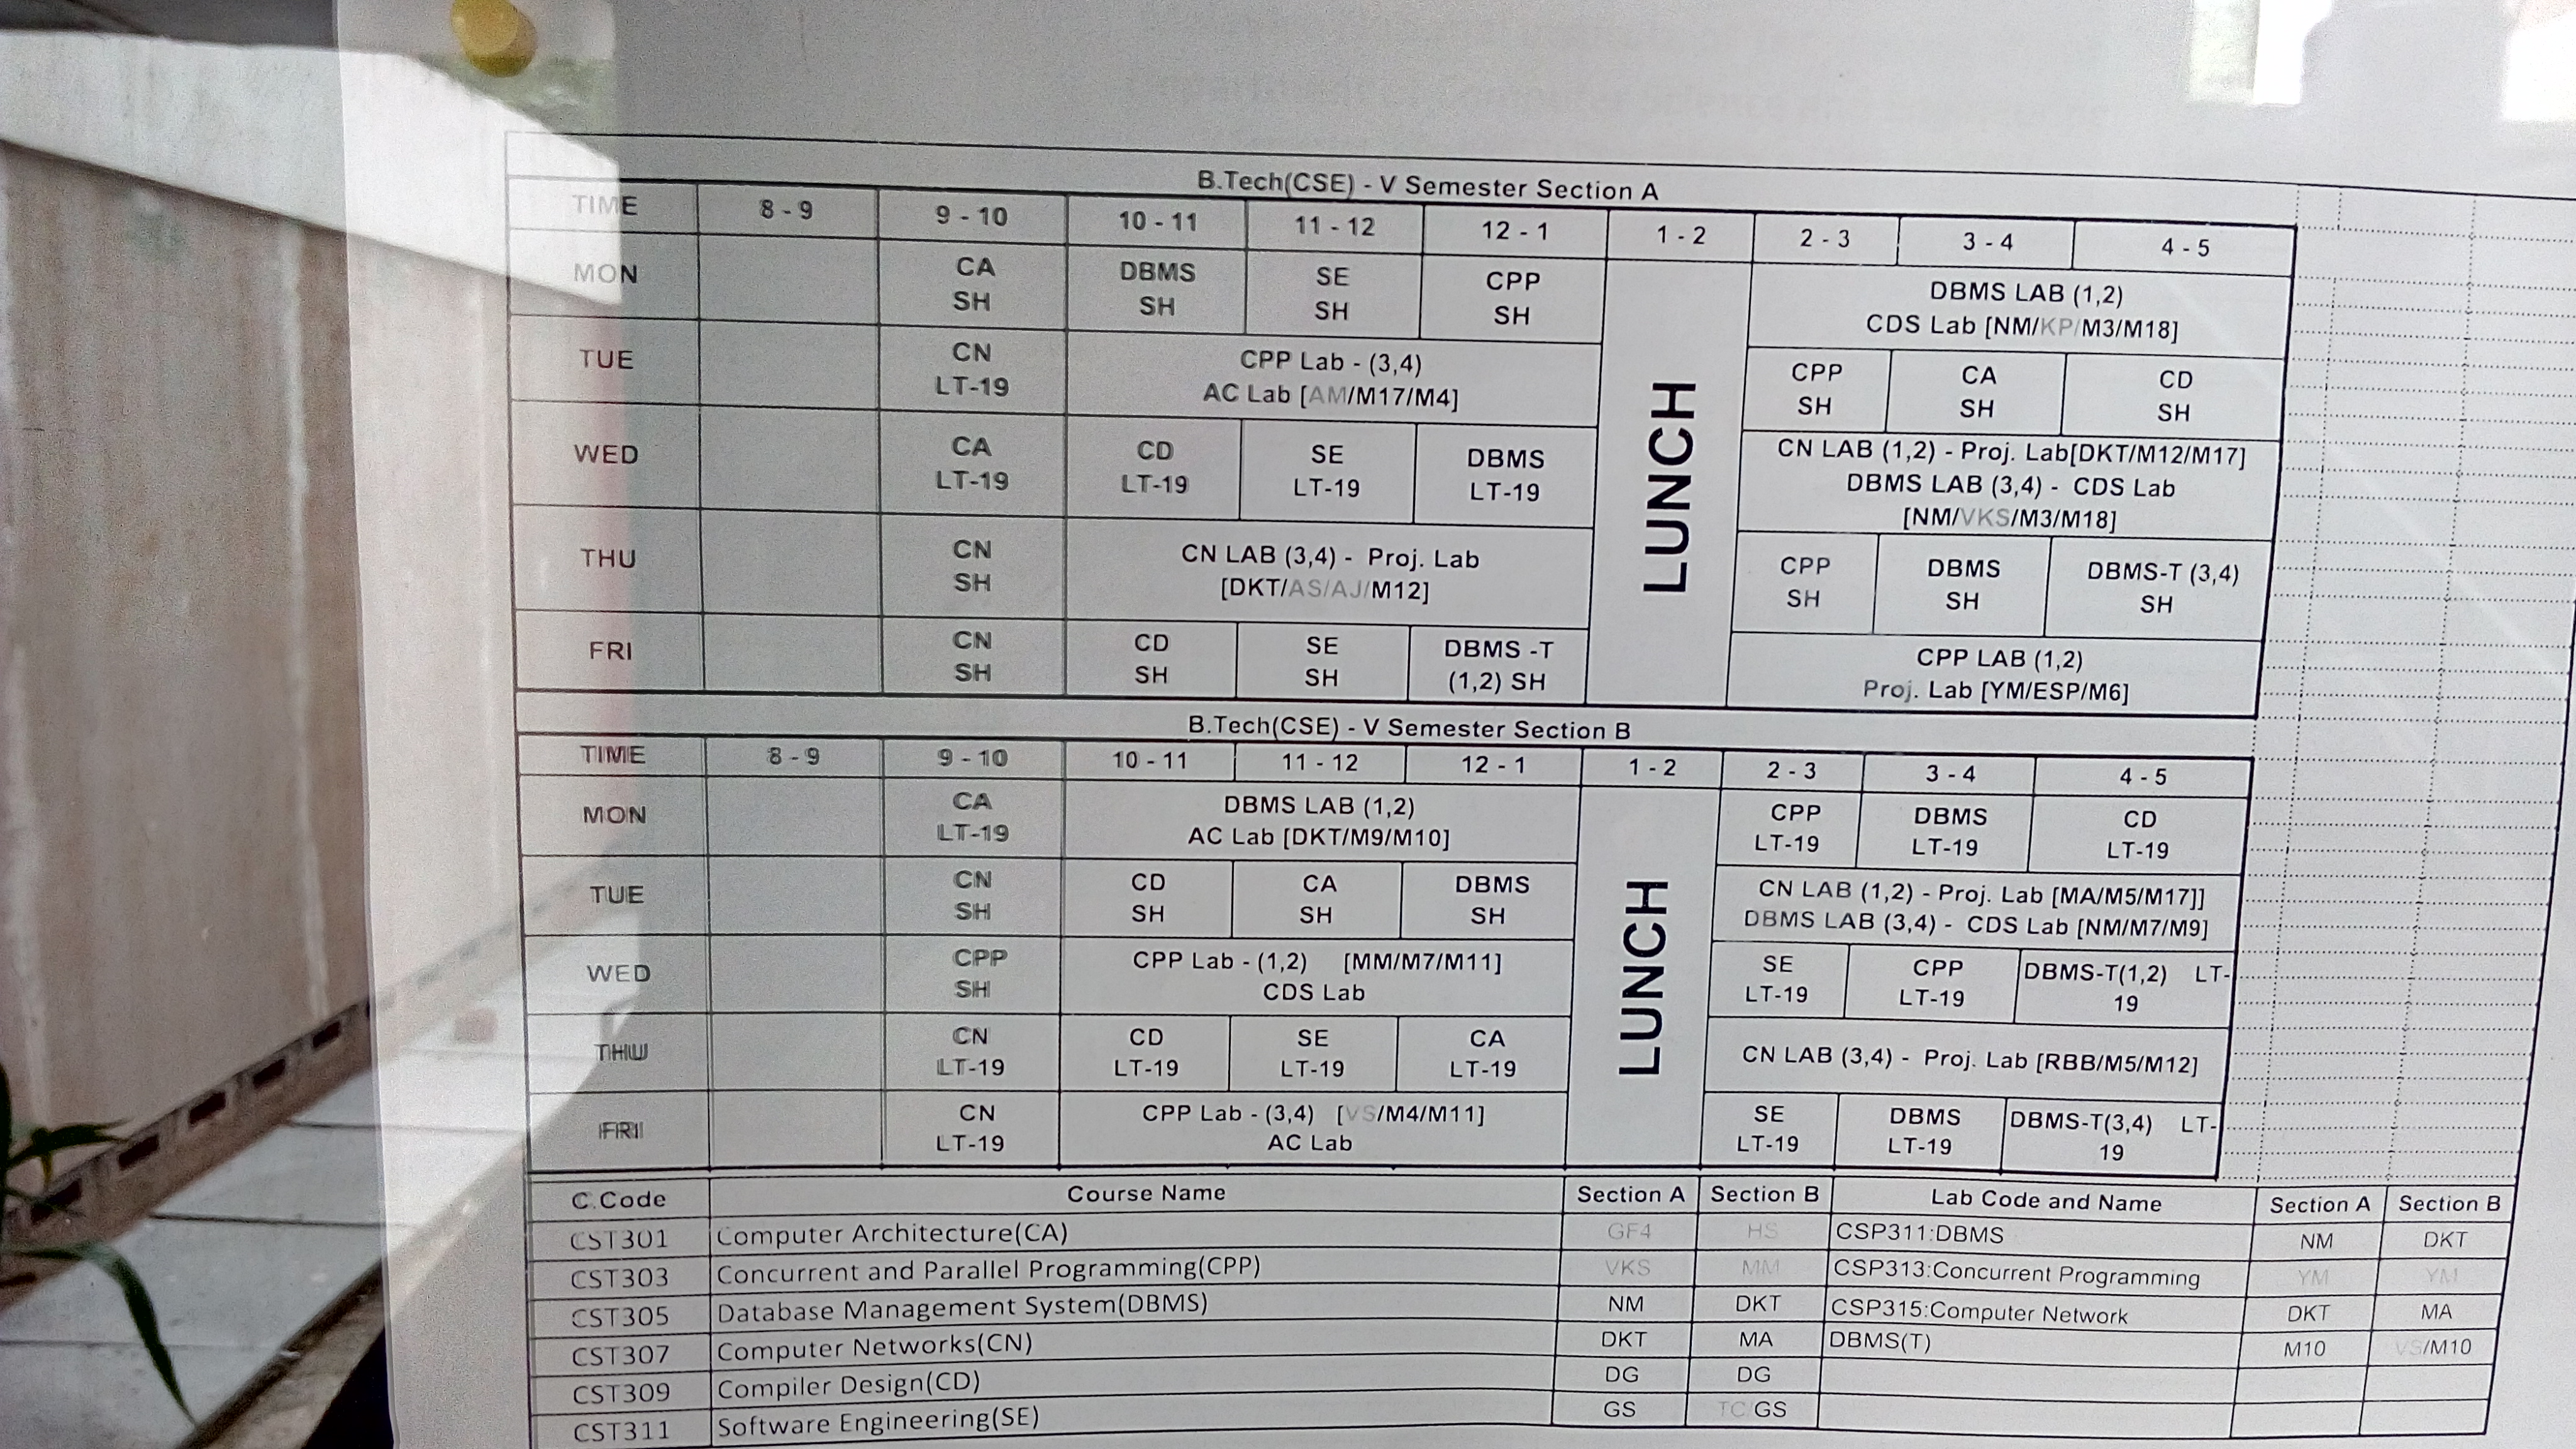 B.Tech(CSE) - V Semester Section A
TIME 8 - 9 9 - 10 10 - 11 11 - 12 12 - 1 1 - 2 2 - 3 3 - 4 4 - 5
MON CA DBMS SE CPP DBMS LAB (1,2)
SH SH SH SH CDS Lab [NM/KP/M3/M18]
TUE CN CPP Lab - (3,4) CPP CA CD
LT-19 AC Lab [AM/M17/M4] SH SH SH
LUNCH
WED CA CD SE DBMS CN LAB (1,2) - Proj. Lab[DKT/M12/M17]
LT-19 LT-19 LT-19 LT-19 DBMS LAB (3,4) - CDS Lab
[NM/VKS/M3/M18]
THU CN CN LAB (3,4) - Proj. Lab CPP DBMS DBMS-T (3,4)
SH [DKT/AS/AJ/M12] SH SH SH
FRI CN CD SE DBMS -T CPP LAB (1,2)
SH SH SH (1,2) SH Proj. Lab [YM/ESP/M6]
B.Tech(CSE) - V Semester Section B
TIME 8 - 9 9 - 10 10 - 11 11 - 12 12 - 1 1 - 2 2 - 3 3 - 4 4 - 5
MON CA DBMS LAB (1,2) CPP DBMS CD
LT-19 AC Lab [DKT/M9/M10] LT-19 LT-19 LT-19
TUE CN CD CA DBMS CN LAB (1,2) - Proj. Lab [MA/M5/M17]]
SH SH SH SH DBMS LAB (3,4) - CDS Lab [NM/M7/M9]
LUNCH
WED CPP CPP Lab - (1,2) [MM/M7/M11] SE CPP DBMS-T(1,2) LT-
SH CDS Lab LT-19 LT-19 19
THU CN CD SE CA CN LAB (3,4) - Proj. Lab [RBB/M5/M12]
LT-19 LT-19 LT-19 LT-19
FRI CN CPP Lab - (3,4) [VS/M4/M11] SE DBMS DBMS-T(3,4) LT-
LT-19 AC Lab LT-19 LT-19 19
C.Code Course Name Section A Section B Lab Code and Name Section A Section B
CST301 Computer Architecture(CA) GF4 HS CSP311:DBMS NM DKT
CST303 Concurrent and Parallel Programming(CPP) VKS MM CSP313:Concurrent Programming YM YM
CST305 Database Management System(DBMS) NM DKT CSP315:Computer Network DKT MA
CST307 Computer Networks(CN) DKT MA DBMS(T) M10 VS/M10
CST309 Compiler Design(CD) DG DG
CST311 Software Engineering(SE) GS TC GS